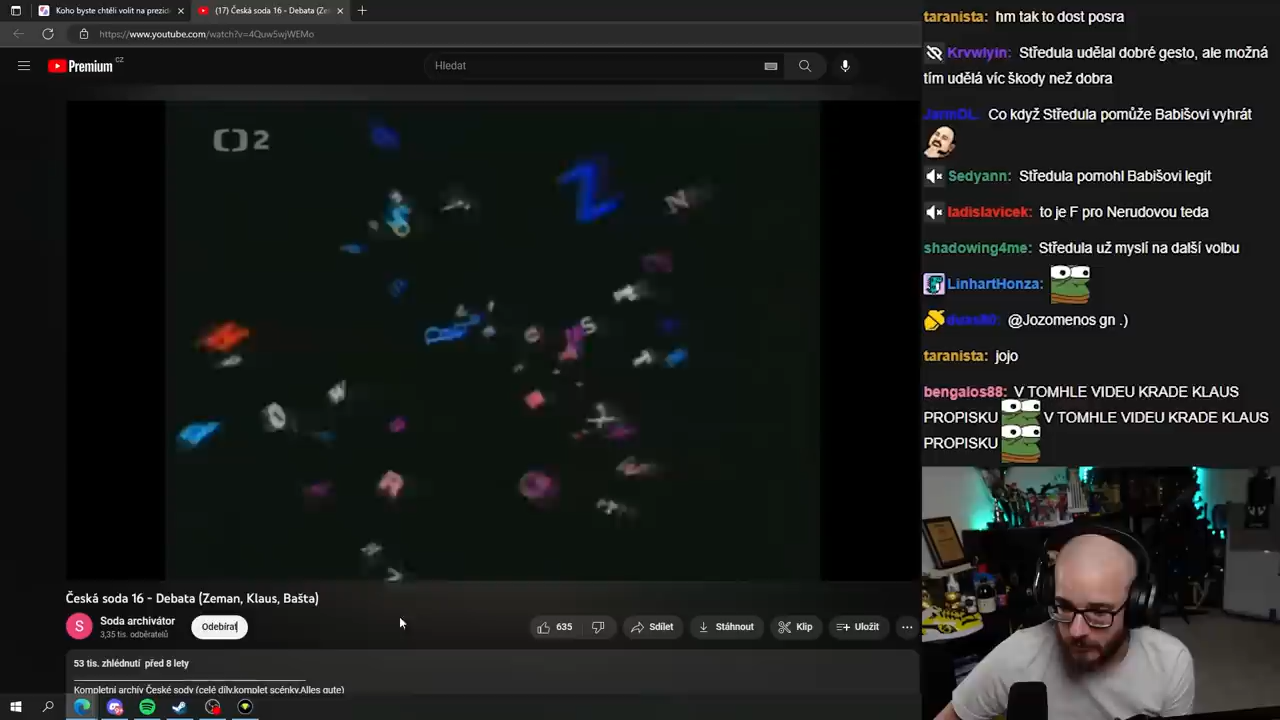 Koho byste chtěli volit na prezid
(17) Česká soda 16 - Debata (Zem
https://www.youtube.com/watch?v=4Quw5wjWEMo
Premium CZ
Hledat
2
Z
N
S
Česká soda 16 - Debata (Zeman, Klaus, Bašta)
S
Soda archivátor
3,35 tis. odběratelů
Odebírat
635
Sdílet
Stáhnout
Klip
Uložit
53 tis. zhlédnutí před 8 lety
Kompletní archív České sody (celé díly,komplet scénky,Alles gute)
taranista: hm tak to dost posra
Krvwlyin: Středula udělal dobré gesto, ale možná
tím udělá víc škody než dobra
JarmDL: Co když Středula pomůže Babišovi vyhrát
Sedyann: Středula pomohl Babišovi legit
ladislavicek: to je F pro Nerudovou teda
shadowing4me: Středula už myslí na další volbu
LinhartHonza:
@Jozomenos gn .)
taranista: jojo
bengalos88: V TOMHLE VIDEU KRADE KLAUS
PROPISKU V TOMHLE VIDEU KRADE KLAUS
PROPISKU